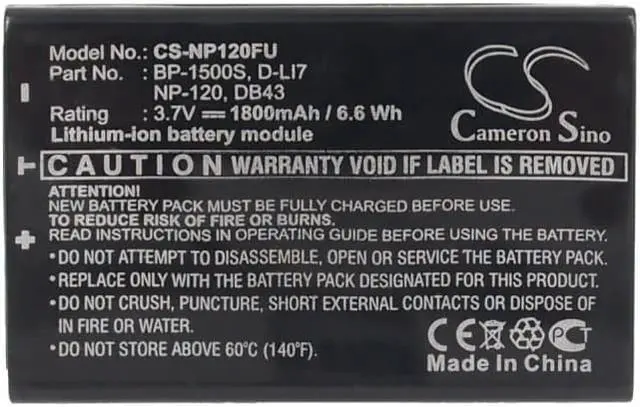 Model No.: CS-NP120FU
Part No.: BP-1500S, D-LI7
NP-120, DB43
Rating : 3.7V ⎓ 1800mAh / 6.6 Wh
Lithium-ion battery module
Cameron Sino
CAUTION WARRANTY VOID IF LABEL IS REMOVED
ATTENTION!
NEW BATTERY PACK MUST BE FULLY CHARGED BEFORE USE,
TO REDUCE RISK OF FIRE OR BURNS
READ INSTRUCTIONS IN OPERATING GUIDE BEFORE USING THE BATTERY.
•DO NOT ATTEMPT TO DISASSEMBLE, OPEN OR SERVICE BATTERY PACK.
•REPLACE ONLY WITH THE BATTERY PACK DESIGNATED FOR THIS PRODUCT.
•DO NOT CRUSH, PUNCTURE, SHORT EXTERNAL CONTACTS OR DISPOSE
OF IN FIRE OR WATER.
•DO NOT STORE ABOVE 60°C (140°F)
CE PCT
Made In China
− T +